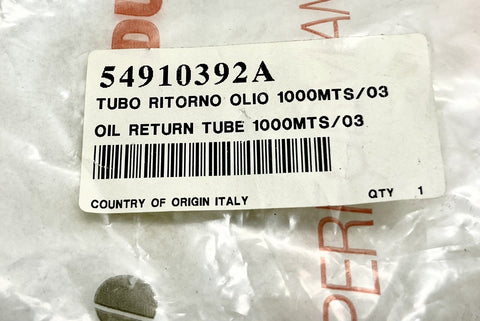 54910392A
TUBO RITORNO OLIO 1000MTS/03
OIL RETURN TUBE 1000MTS/03
COUNTRY OF ORIGIN ITALY
QTY 1